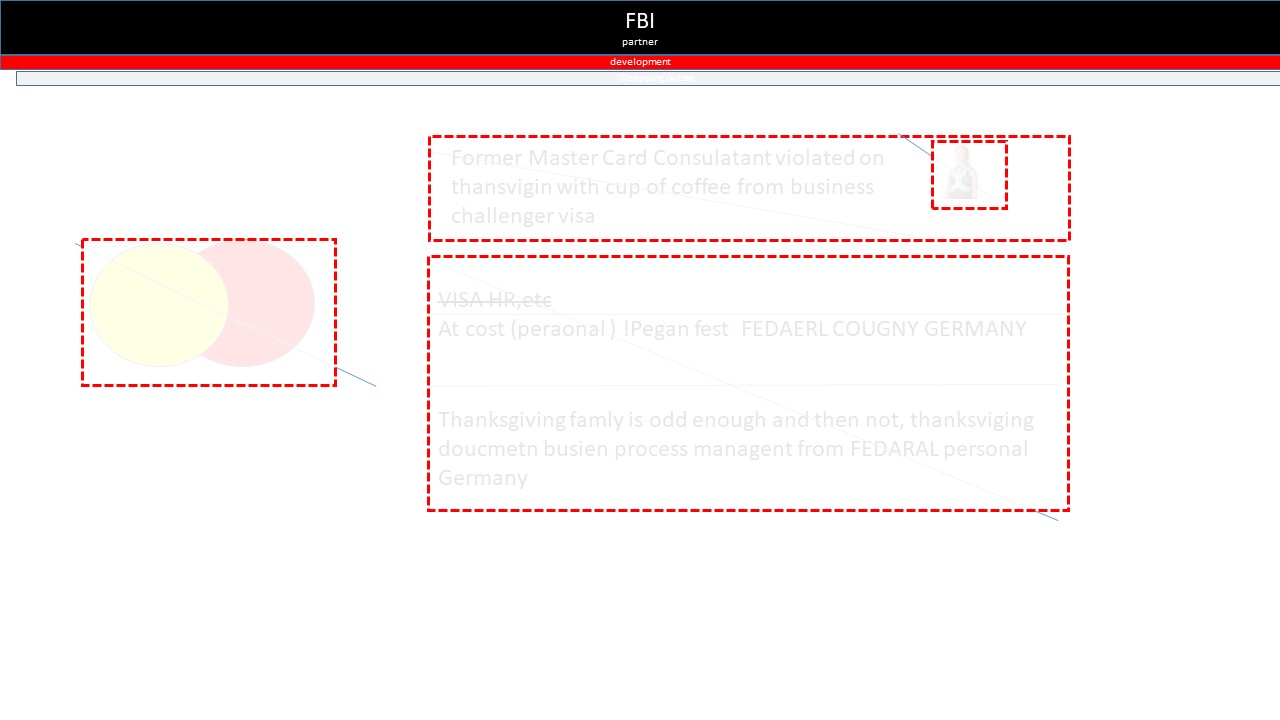 FBI
partner
development
Former Master Card Consulatant violated on
thansvigin with cup of coffee from business
challenger visa
VISA HR,etc
At cost (peraonal ) !Pegan fest FEDAERL COUGNY GERMANY
Thanksgiving famly is odd enough and then not, thanksviging
doucmetn busien process managent from FEDARAL personal
Germany